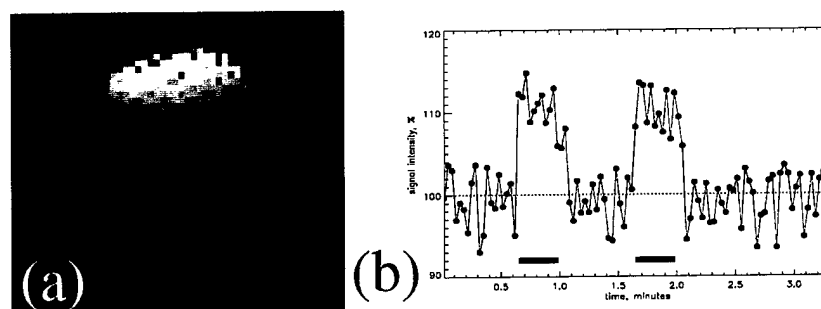 (a)
(b)
signal intensity, %
120
110
100
90
0.5 1.0 1.5 2.0 2.5 3.0
time, minutes